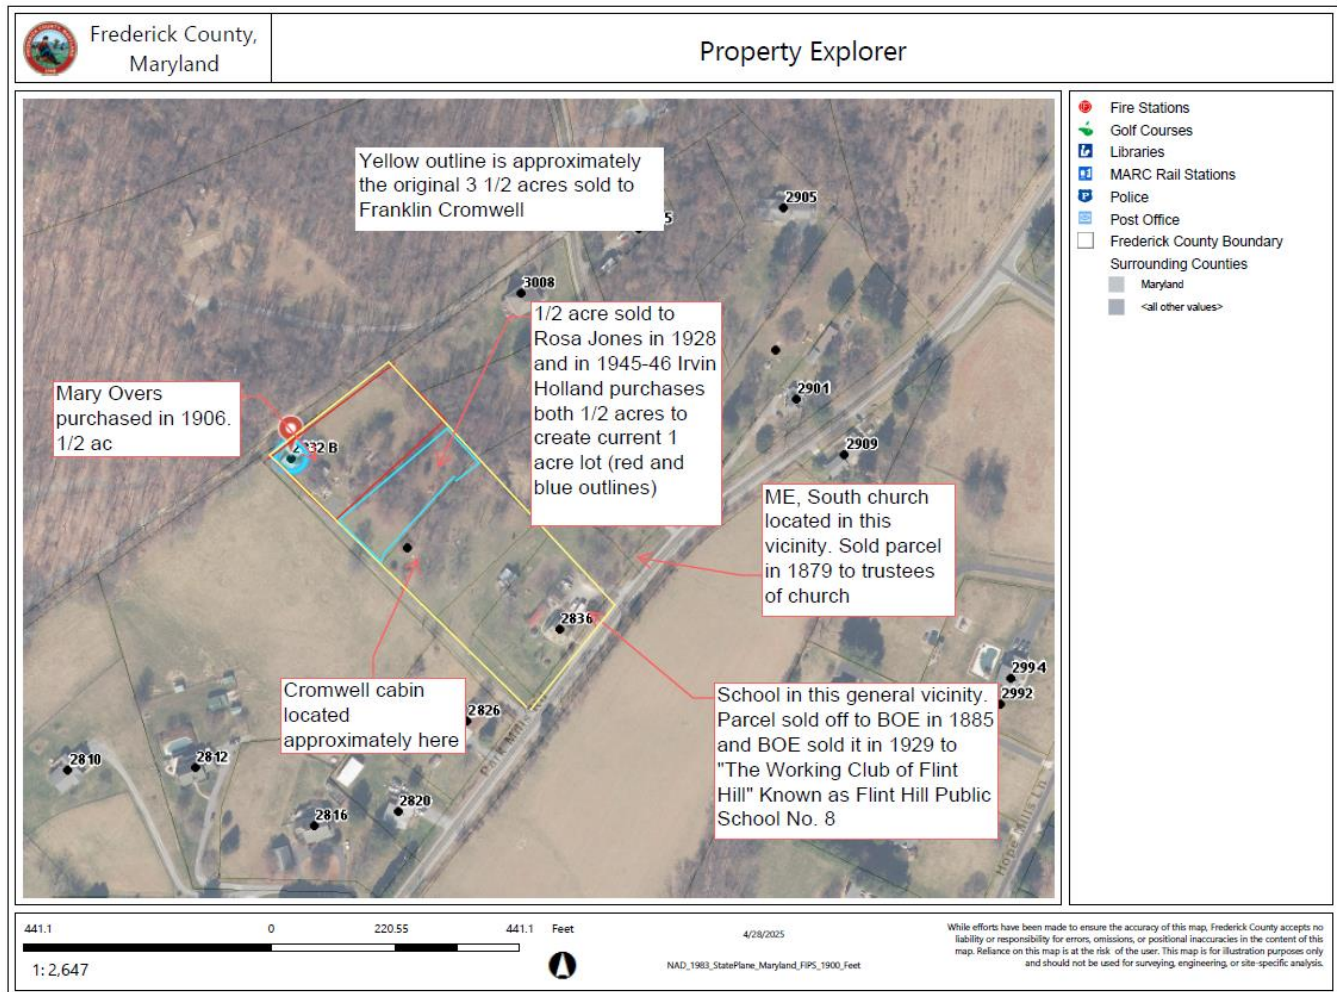 Frederick County,
Maryland
Property Explorer
Yellow outline is approximately
the original 3 1/2 acres sold to
Franklin Cromwell
2905
5
3008
1/2 acre sold to
Rosa Jones in 1928
and in 1945-46 Irvin
Holland purchases
both 1/2 acres to
create current 1
acre lot (red and
blue outlines)
Mary Overs
purchased in 1906.
1/2 ac
2832 B
2901
2909
ME, South church
located in this
vicinity. Sold parcel
in 1879 to trustees
of church
2836
Cromwell cabin
located
approximately here
School in this general vicinity.
Parcel sold off to BOE in 1885
and BOE sold it in 1929 to
"The Working Club of Flint
Hill" Known as Flint Hill Public
School No. 8
2994
2992
2826
2810
2812
2816
2820
Park Mills
Hope Mills Ln
Fire Stations
Golf Courses
Libraries
MARC Rail Stations
P
Police
Post Office
Frederick County Boundary
Surrounding Counties
Maryland
<all other values>
441.1
0
220.55
441.1
Feet
1: 2,647
4/28/2025
NAD_1983_StatePlane_Maryland_FIPS_1900_Feet
While efforts have been made to ensure the accuracy of this map, Frederick County accepts no
liability or responsibility for errors, omissions, or positional inaccuracies in the content of this
map. Reliance on this map is at the risk of the user. This map is for illustration purposes only
and should not be used for surveying, engineering, or site-specific analysis.